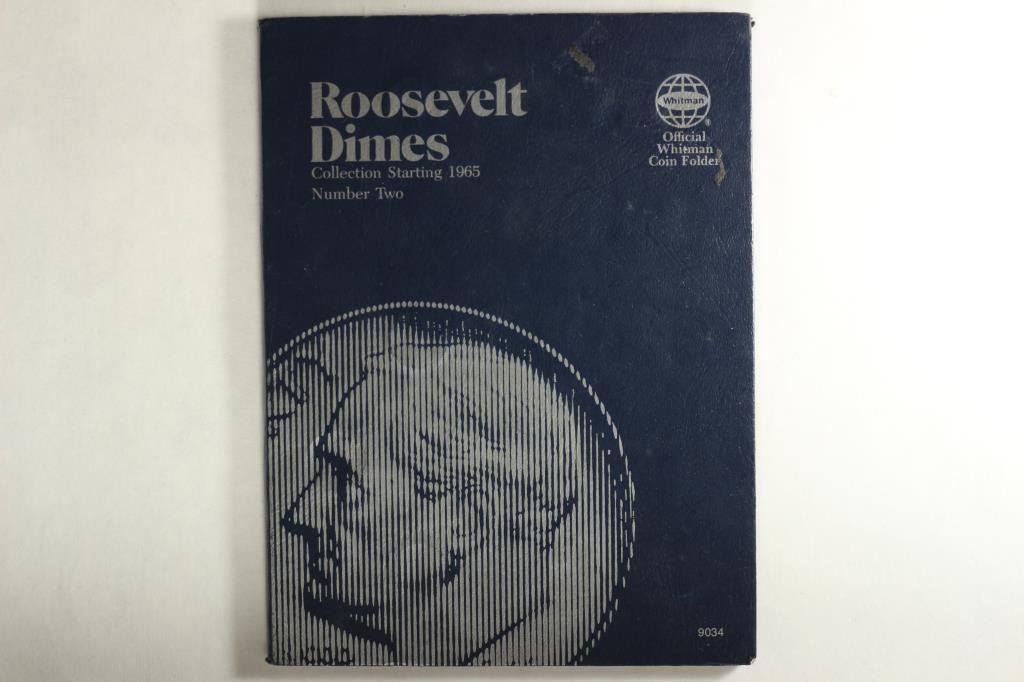 Roosevelt
Dimes
Collection Starting 1965
Number Two
Whitman
®
Official
Whitman
Coin Folder
9034